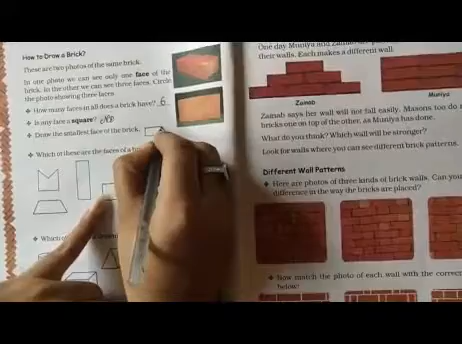 How to Draw a Brick?
These are two photos of the same brick.
In one photo we can see only one face of the
brick. In the other we can see three faces. Circle
the photo showing three faces.
❖ How many faces in all does a brick have? 6
❖ Is any face a square? No
❖ Draw the smallest face of the brick.
❖ Which of these are the faces of a
❖ Which
One day Muniya and
their walls. Each makes a different wall.
Zainab
Muniya
Zainab says her wall will not fall easily. Masons too do
bricks one on top of the other, as Muniya has done.
What do you think? Which wall will be stronger?
Look for walls where you can see different brick patterns.
Different Wall Patterns
❖ Here are photos of three kinds of brick walls. Can you
difference in the way the bricks are placed?
❖ Now match the photo of each wall with the correc
below: